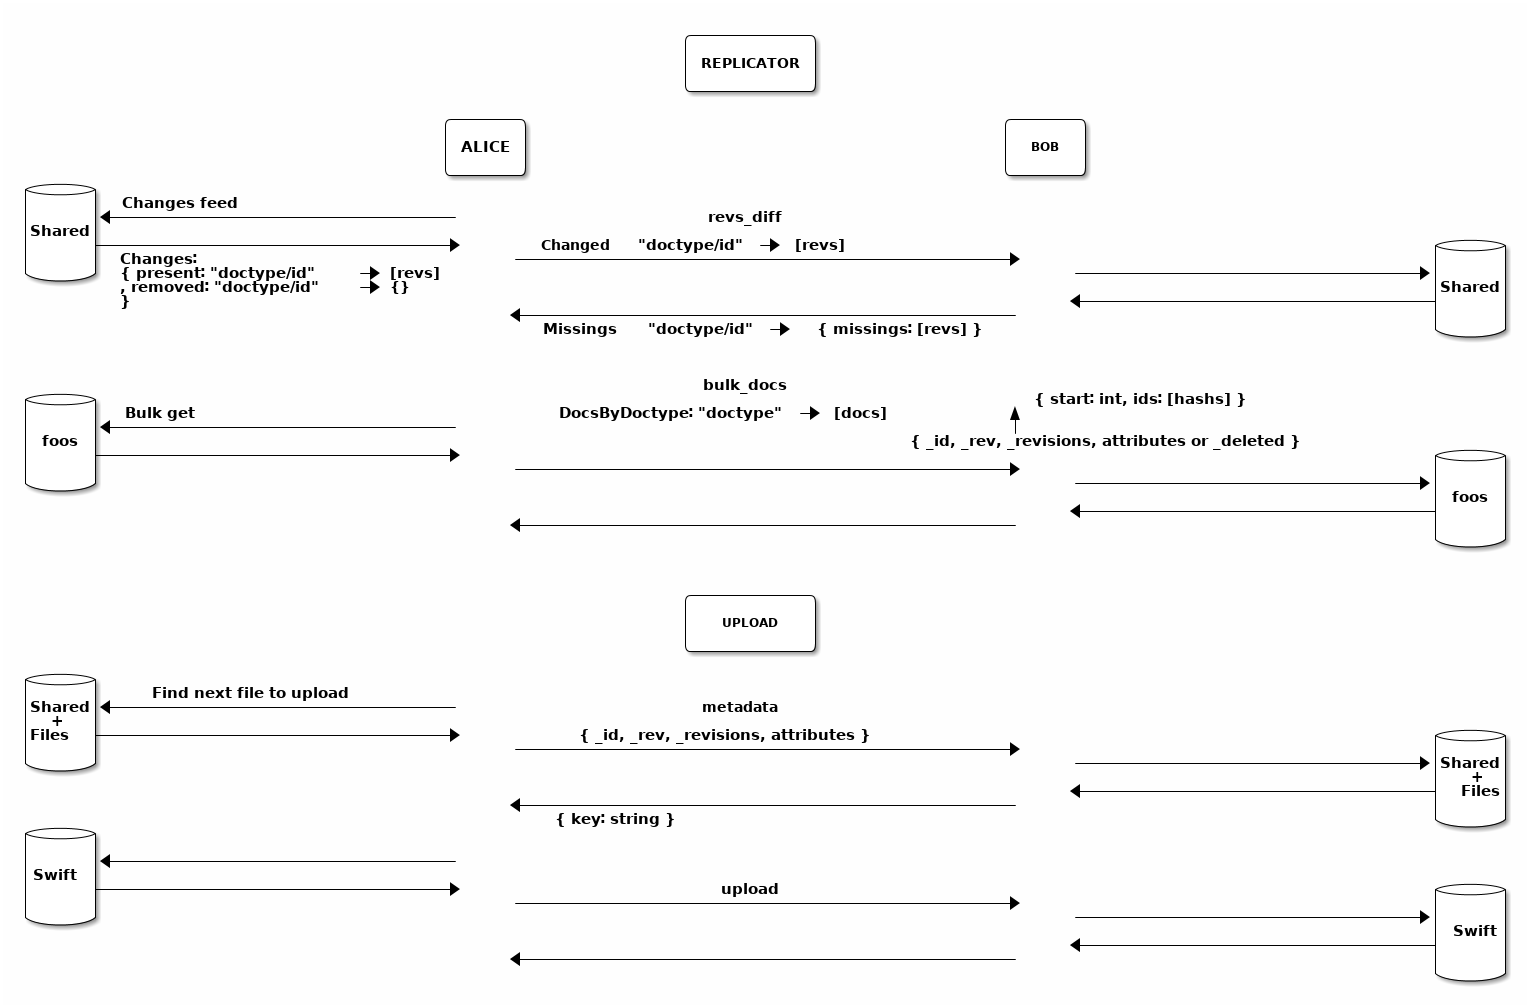 REPLICATOR
ALICE
BOB
Changes feed
revs_diff
Shared
Changed "doctype/id" [revs]
Changes:
{ present: "doctype/id" [revs]
, removed: "doctype/id" {}
}
Shared
Missings "doctype/id" { missings: [revs] }
bulk_docs
{ start: int, ids: [hashs] }
Bulk get
DocsByDoctype: "doctype" [docs]
foos
{ _id, _rev, _revisions, attributes or _deleted }
foos
UPLOAD
Find next file to upload
Shared
+
Files
metadata
{ _id, _rev, _revisions, attributes }
Shared
+
Files
{ key: string }
Swift
upload
Swift